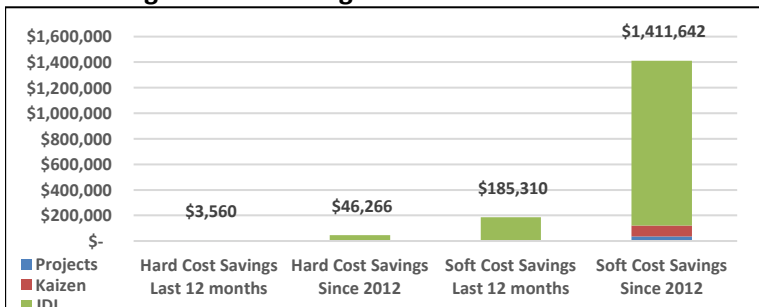 $1,600,000
$1,400,000
$1,200,000
$1,000,000
$800,000
$600,000
$400,000
$200,000
$-
$3,560
$46,266
$185,310
$1,411,642
Hard Cost Savings
Last 12 months
Hard Cost Savings
Since 2012
Soft Cost Savings
Last 12 months
Soft Cost Savings
Since 2012
Projects
Kaizen